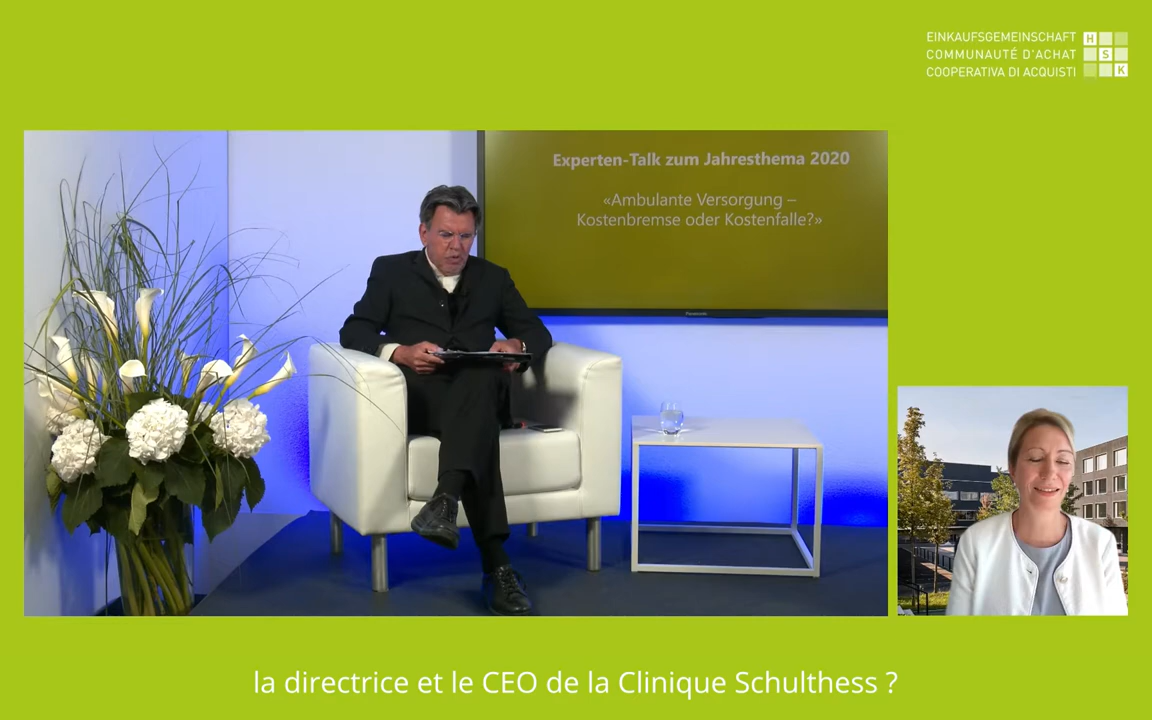 EINKAUFSGEMEINSCHAFT
COMMUNAUTÉ D'ACHAT
COOPERATIVA DI ACQUISTI
H
S
K
Experten-Talk zum Jahresthema 2020
«Ambulante Versorgung –
Kostenbremse oder Kostenfalle?»
Panasonic
la directrice et le CEO de la Clinique Schulthess ?